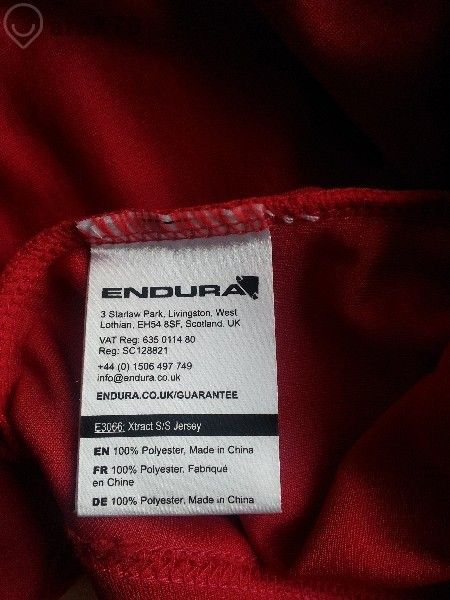 ENDURA
3 Starlaw Park, Livingston, West
Lothian, EH54 8SF, Scotland, UK
VAT Reg: 635 0114 80
Reg: SC128821
+44 (0) 1506 497 749
info@endura.co.uk
ENDURA.CO.UK/GUARANTEE
E3066: Xtract S/S Jersey
EN 100% Polyester, Made in China
FR 100% Polyester, Fabriqué
en Chine
DE 100% Polyester, Made in China